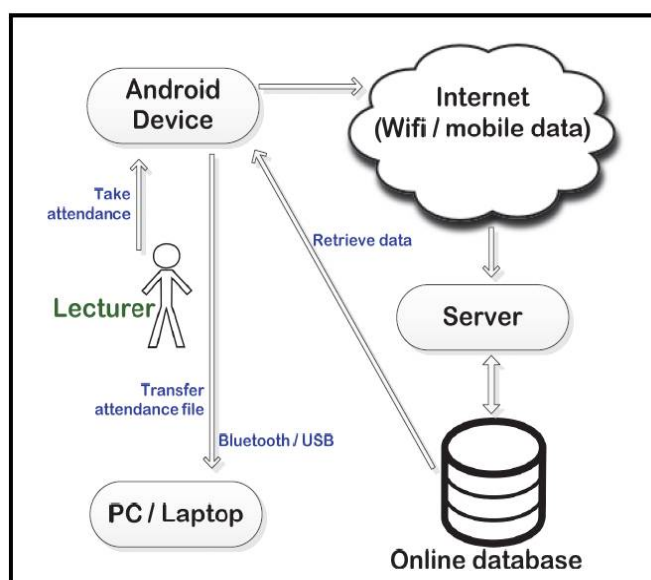 Android
Device
Internet
(Wifi / mobile data)
Take
attendance
Retrieve data
Lecturer
Server
Transfer
attendance file
Bluetooth / USB
PC / Laptop
Online database